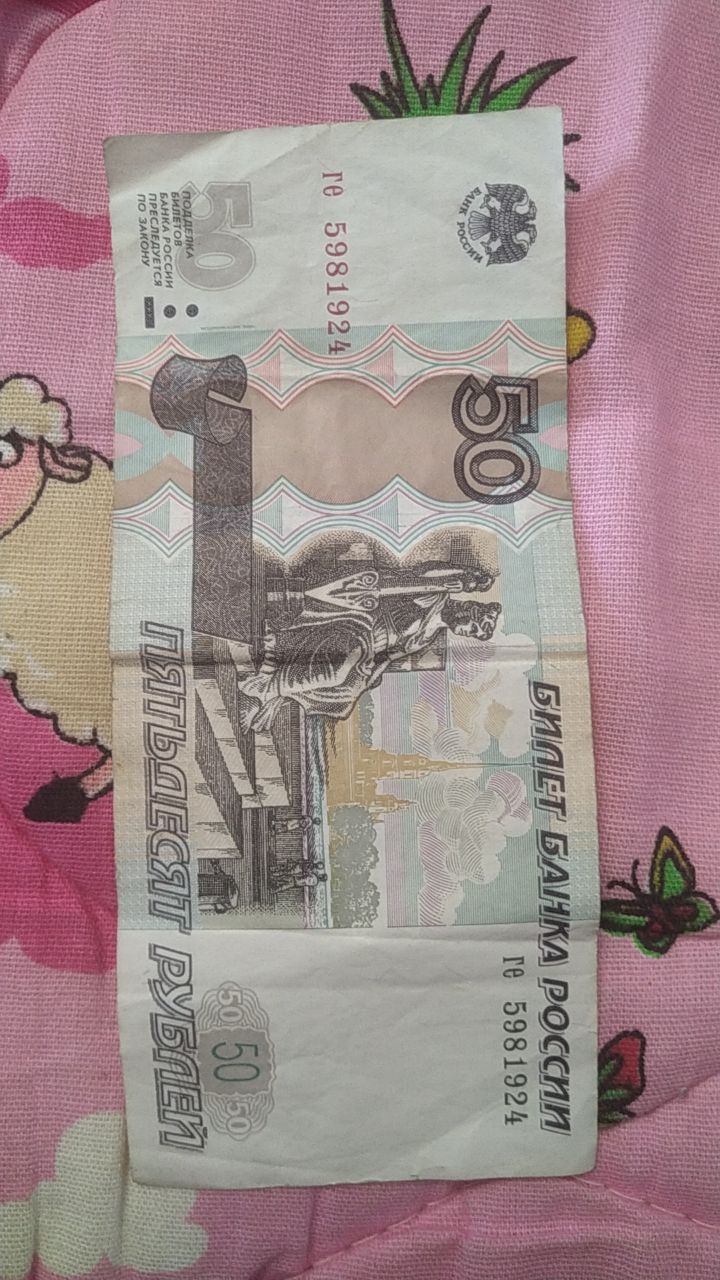 БИЛЕТ БАНКА РОССИИ
ге 5981924
50
БАНК РОССИИ
ге 5981924
50
ПОДДЕЛКА
БИЛЕТОВ
БАНКА РОССИИ
ПРЕСЛЕДУЕТСЯ
ПО ЗАКОНУ
50 50 50
ПЯТЬДЕСЯТ РУБЛЕЙ